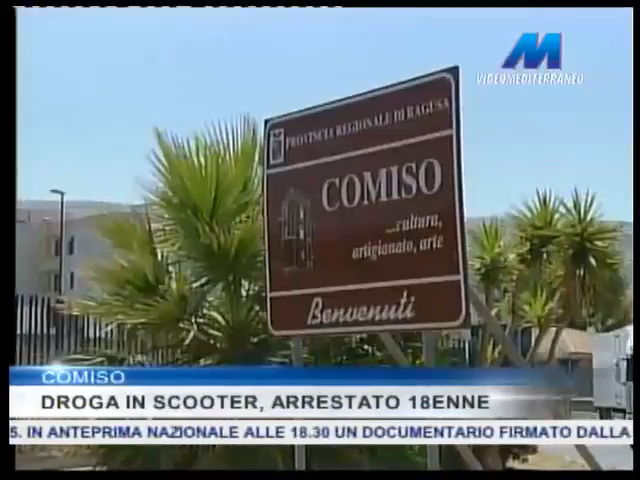 M
VIDEOMEDITERRANEO
PROVINCIA REGIONALE DI RAGUSA
COMISO
...cultura,
artigianato, arte
Benvenuti
COMISO
DROGA IN SCOOTER, ARRESTATO 18ENNE
5. IN ANTEPRIMA NAZIONALE ALLE 18.30 UN DOCUMENTARIO FIRMATO DALLA